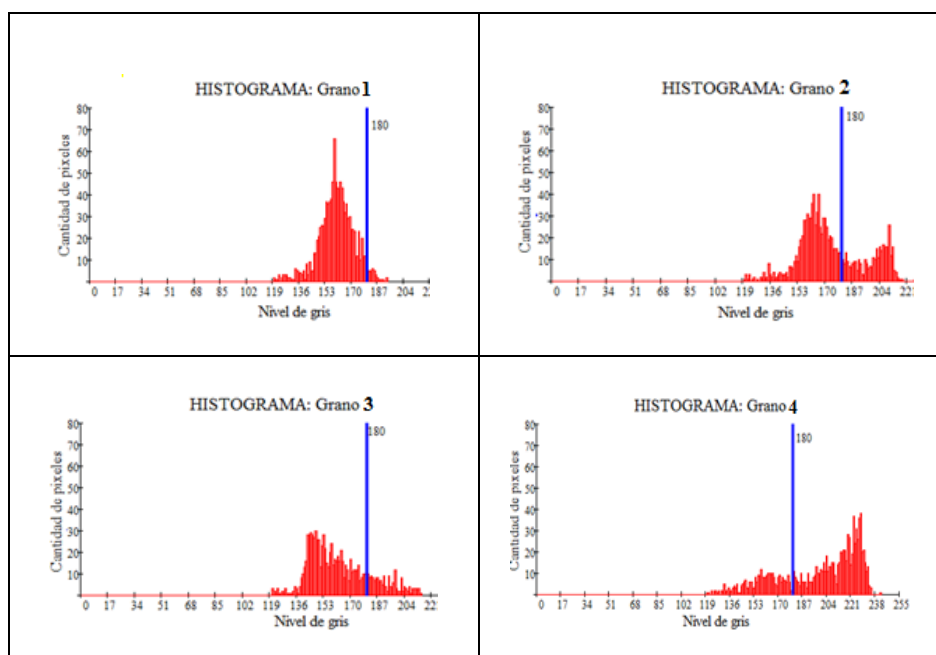 HISTOGRAMA: Grano 1
80
70
60
50
40
30
20
10
180
Cantidad de pixeles
0 17 34 51 68 85 102 119 136 153 170 187 204
Nivel de gris
HISTOGRAMA: Grano 2
80
70
60
50
40
30
20
10
180
Cantidad de pixeles
0 17 34 51 68 85 102 119 136 153 170 187 204 221
Nivel de gris
HISTOGRAMA: Grano 3
80
70
60
50
40
30
20
10
180
Cantidad de pixeles
0 17 34 51 68 85 102 119 136 153 170 187 204
Nivel de gris
HISTOGRAMA: Grano 4
80
70
60
50
40
30
20
10
180
Cantidad de pixeles
0 17 34 51 68 85 102 119 136 153 170 187 204 221 238 255
Nivel de gris